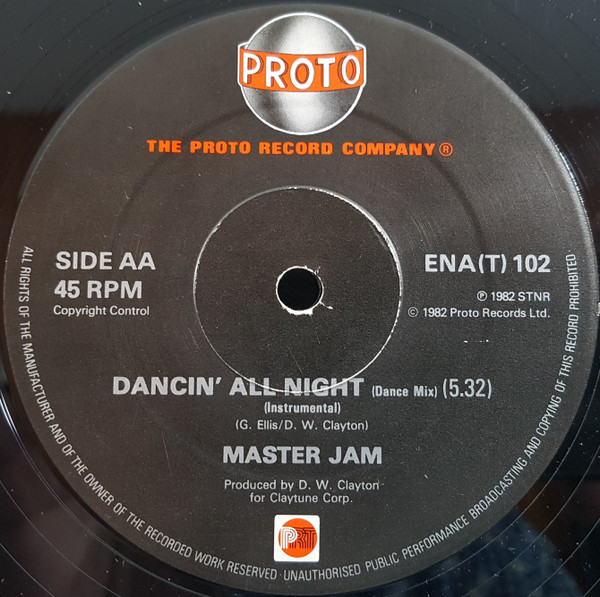 PROTO
THE PROTO RECORD COMPANY®
SIDE AA
45 RPM
Copyright Control
ENA(T) 102
℗ 1982 STNR
© 1982 Proto Records Ltd.
DANCIN' ALL NIGHT (Dance Mix) (5.32)
(Instrumental)
(G. Ellis/D. W. Clayton)
MASTER JAM
Produced by D. W. Clayton
for Claytune Corp.
PRT
ALL RIGHTS OF THE MANUFACTURER AND OF THE OWNER OF THE RECORDED WORK RESERVED · UNAUTHORISED PUBLIC PERFORMANCE BROADCASTING AND COPYING OF THIS RECORD PROHIBITED·